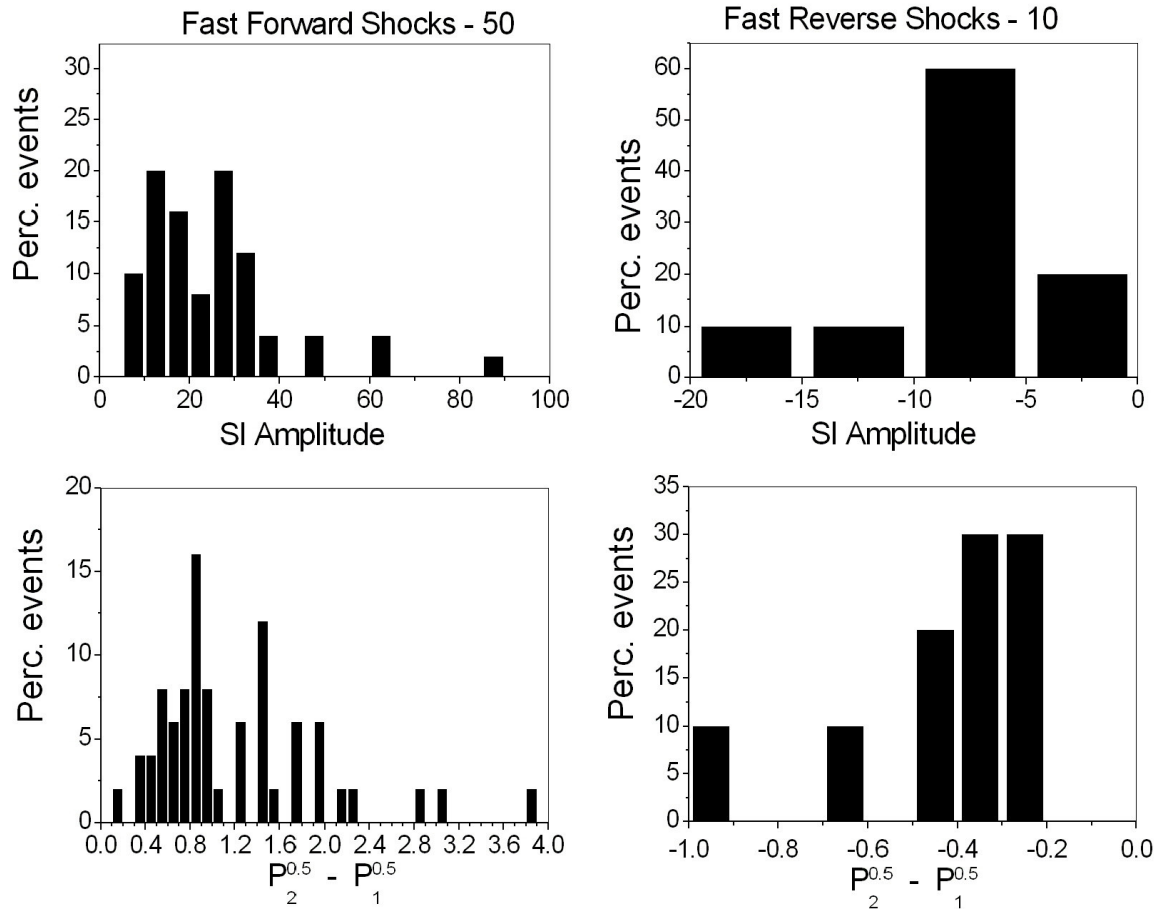 Fast Forward Shocks - 50
30
25
20
15
10
5
0
Perc. events
0 20 40 60 80 100
SI Amplitude
Fast Reverse Shocks - 10
60
50
40
30
20
10
0
Perc. events
-20 -15 -10 -5 0
SI Amplitude
20
15
10
5
0
Perc. events
0.0 0.4 0.8 1.2 1.6 2.0 2.4 2.8 3.2 3.6 4.0
P₂^0.5 - P₁^0.5
35
30
25
20
15
10
5
0
Perc. events
-1.0 -0.8 -0.6 -0.4 -0.2 0.0
P₂^0.5 - P₁^0.5